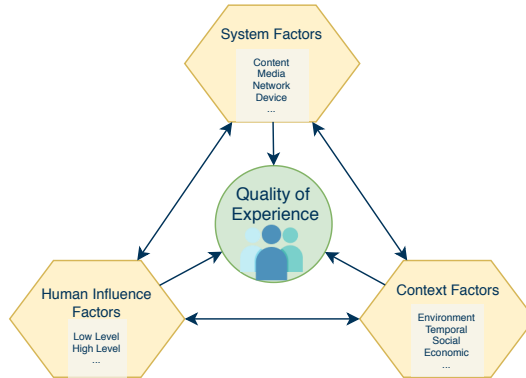 System Factors
Content
Media
Network
Device
...
Quality of
Experience
Human Influence
Factors
Low Level
High Level
...
Context Factors
Environment
Temporal
Social
Economic
...